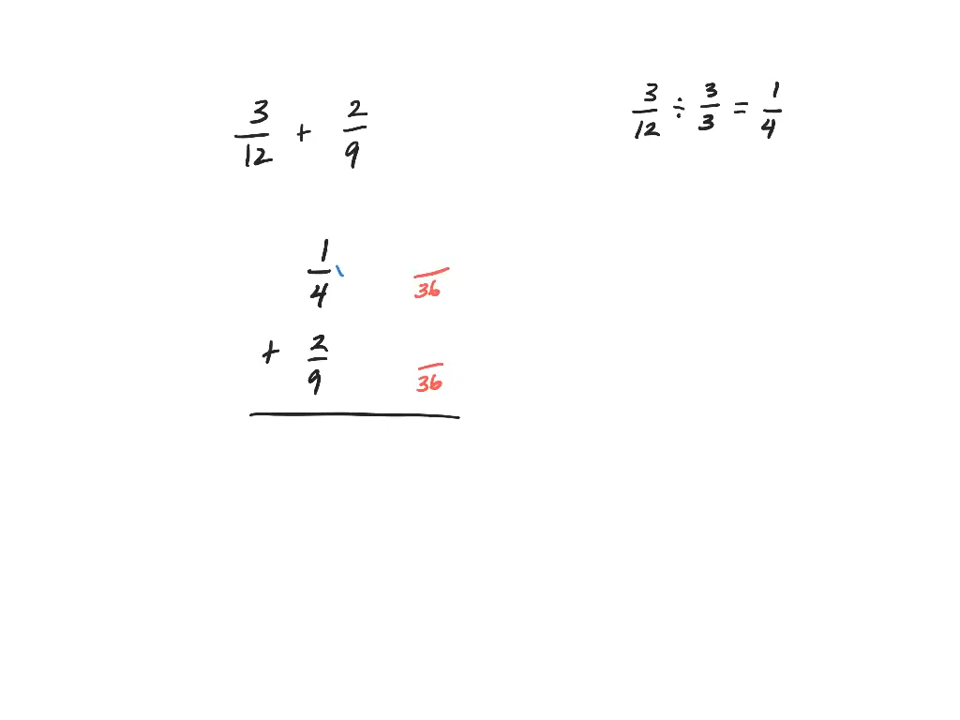 3/12 + 2/9
3/12 ÷ 3/3 = 1/4
1/4  /36
+ 2/9  /36